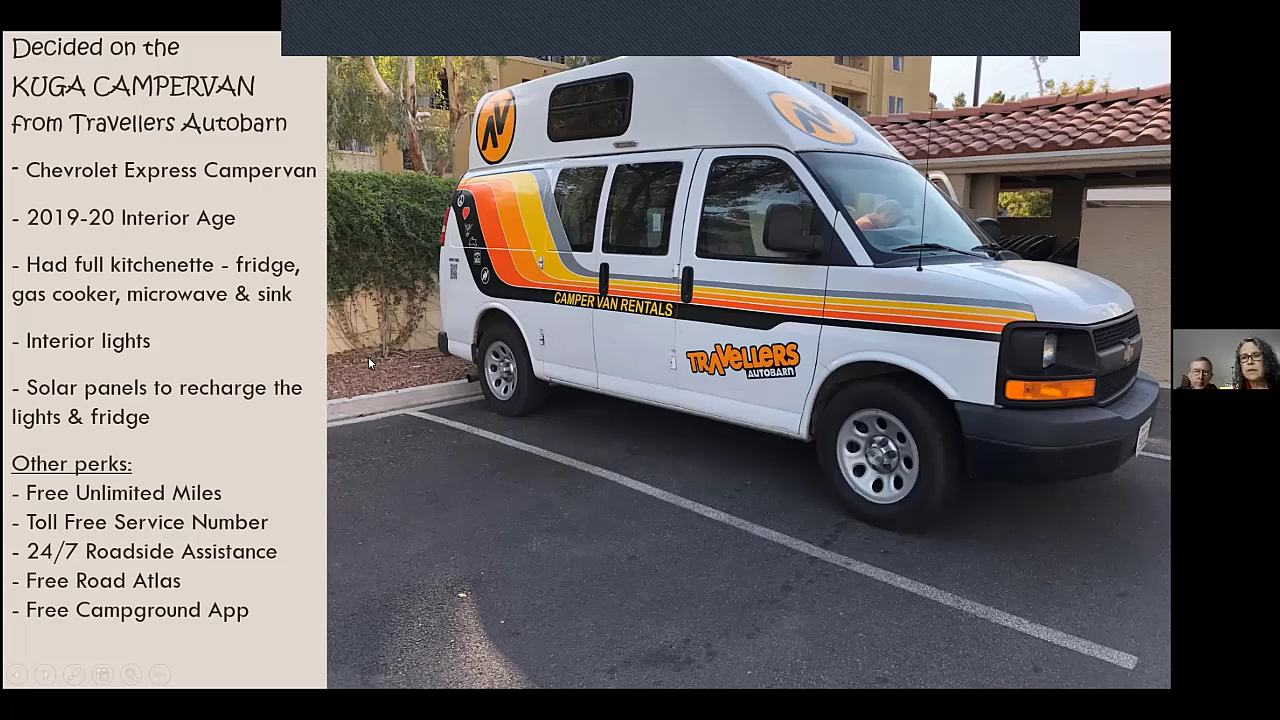 Decided on the
KUGA CAMPERVAN
from Travellers Autobarn
- Chevrolet Express Campervan
- 2019-20 Interior Age
- Had full kitchenette - fridge,
gas cooker, microwave & sink
- Interior lights
- Solar panels to recharge the
lights & fridge
Other perks:
- Free Unlimited Miles
- Toll Free Service Number
- 24/7 Roadside Assistance
- Free Road Atlas
- Free Campground App
CAMPER VAN RENTALS
TRAVELLERS
AUTOBARN